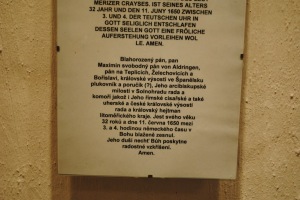 MERIZER CRAYSES. IST SEINES ALTERS
32 JAHR UND DEN 11. JUNY 1650 ZWISCHEN
3. UND 4. DER TEUTSCHEN UHR IN
GOTT SELIGLICH ENTSCHLAFEN
DESSEN SEELEN GOTT EINE FRÖLICHE
AUFERSTEHUNG VORLEIHEN WOL
LE. AMEN.
Blahorozený pán, pan
Maximin svobodný pán von Aldringen,
pán na Teplicích, Želechovicích a
Bořislavi, královské výsosti ve Španělsku
plukovník a poručík (?), Jeho arcibiskupské
milosti v Solnohradu rada a
komoří jakož i Jeho římské císařské a také
uherské a české královské výsosti
rada a královský hejtman
litoměřického kraje. Jest svého věku
32 roků a dne 11. června 1650 mezi
3. a 4. hodinou německého času v
Bohu blaženě zesnul.
Jeho duši nechť Bůh poskytne
radostné vzkříšení.
Amen.